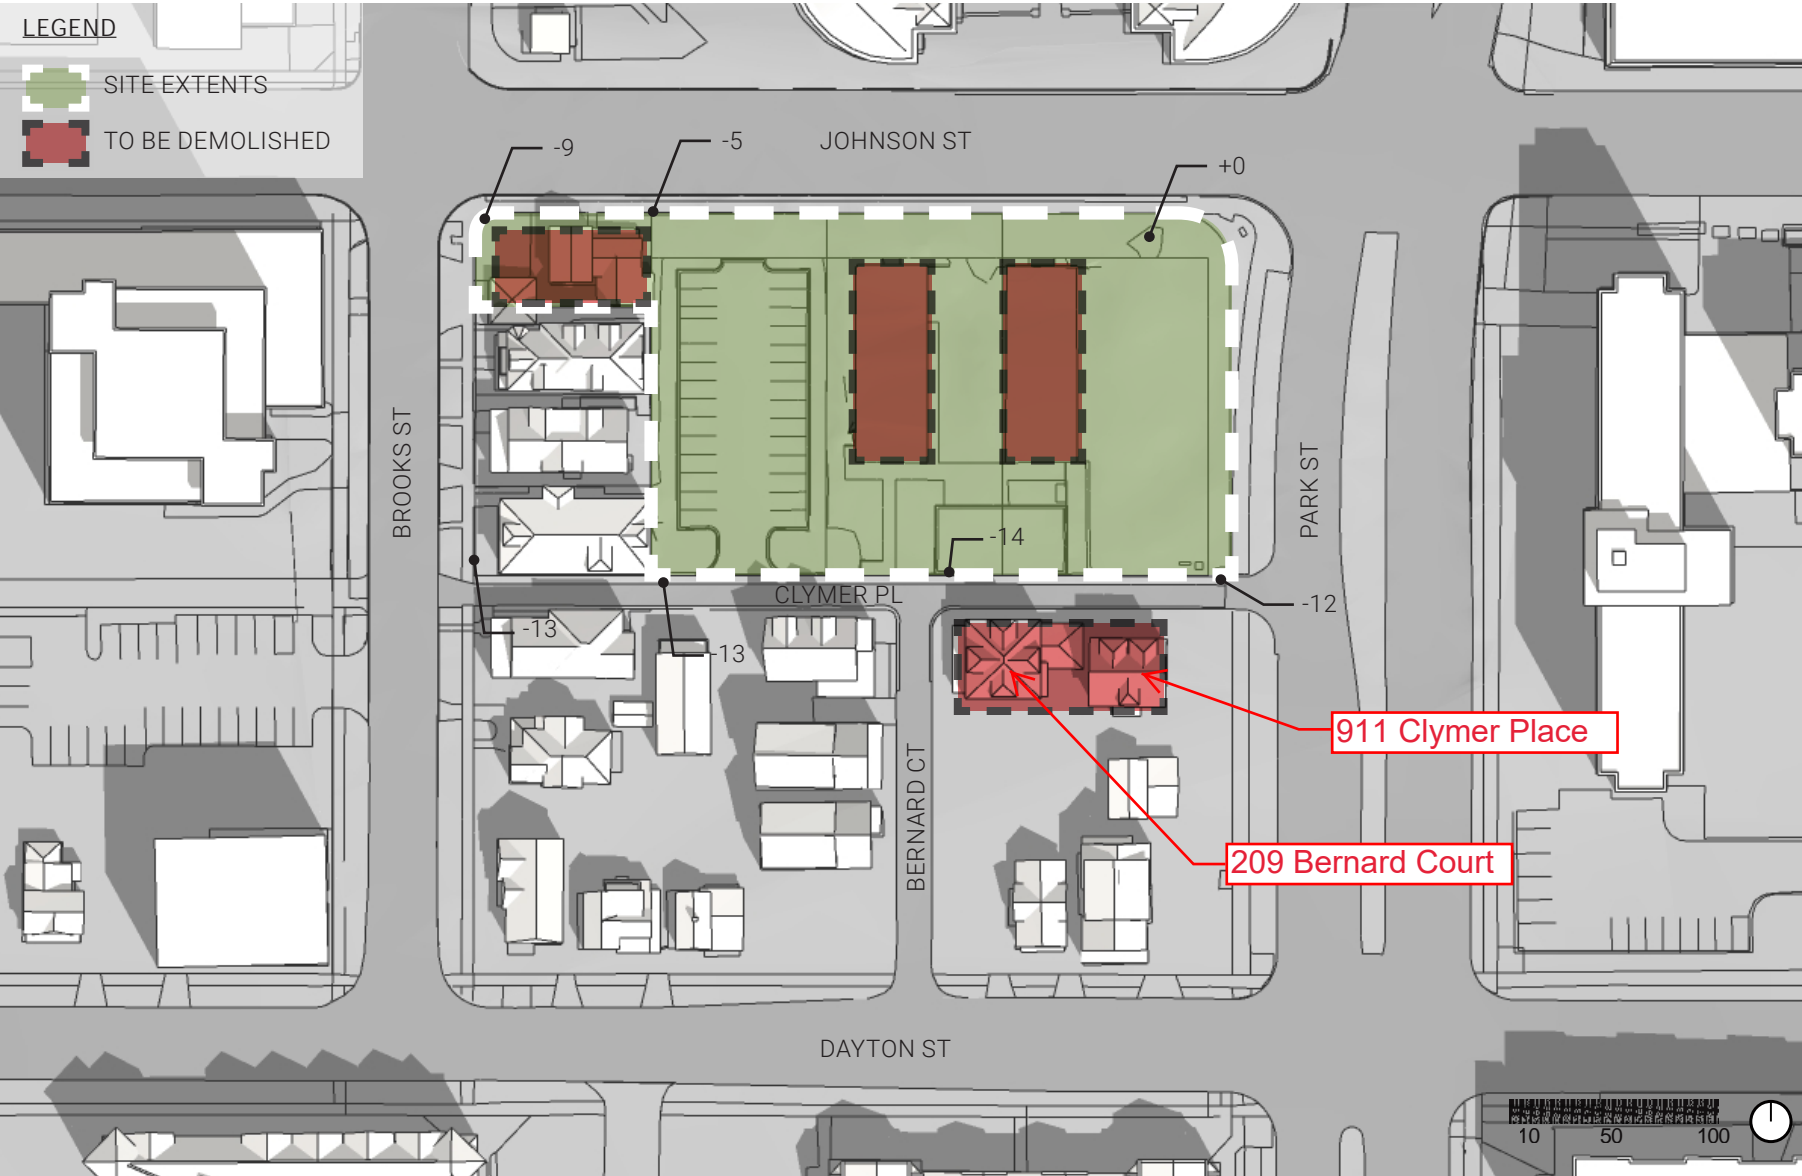 LEGEND
SITE EXTENTS
TO BE DEMOLISHED
-9
-5
JOHNSON ST
+0
BROOKS ST
PARK ST
-14
CLYMER PL
-12
-13
-13
911 Clymer Place
BERNARD CT
209 Bernard Court
DAYTON ST
10 50 100